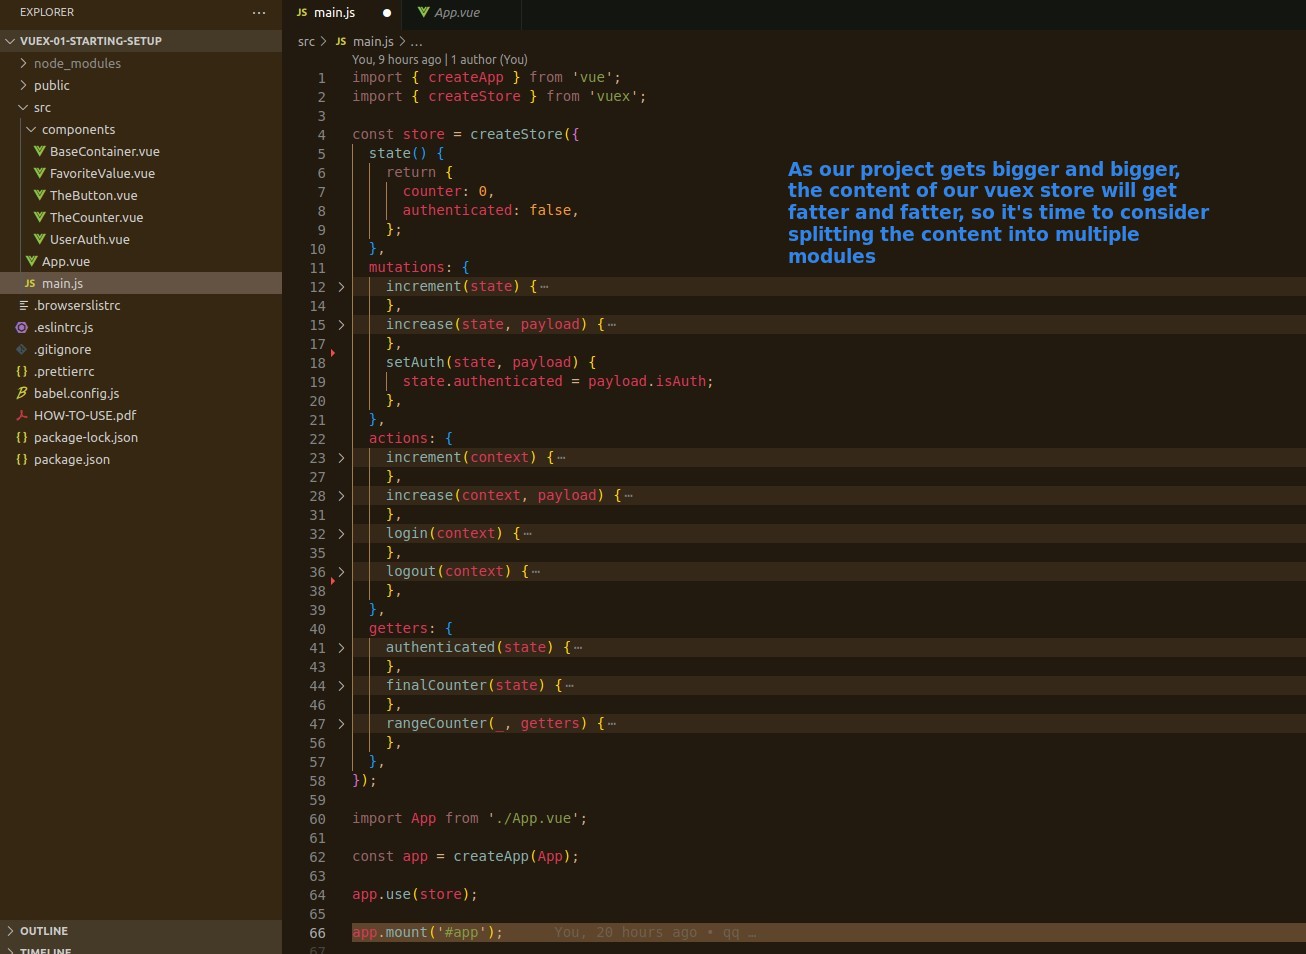 EXPLORER
VUEX-01-STARTING-SETUP
node_modules
public
src
components
BaseContainer.vue
FavoriteValue.vue
TheButton.vue
TheCounter.vue
UserAuth.vue
App.vue
JS main.js
.browserslistrc
.eslintrc.js
.gitignore
.prettierrc
babel.config.js
HOW-TO-USE.pdf
package-lock.json
package.json
OUTLINE
TIMELINE
JS main.js
App.vue
src > JS main.js > ...
You, 9 hours ago | 1 author (You)
1 import { createApp } from 'vue';
2 import { createStore } from 'vuex';
3
4 const store = createStore({
5 state() {
6 return {
7 counter: 0,
8 authenticated: false,
9 };
10 },
11 mutations: {
12 increment(state) {…
14 },
15 increase(state, payload) {…
17 },
18 setAuth(state, payload) {
19 state.authenticated = payload.isAuth;
20 },
21 },
22 actions: {
23 increment(context) {…
27 },
28 increase(context, payload) {…
31 },
32 login(context) {…
35 },
36 logout(context) {…
38 },
39 },
40 getters: {
41 authenticated(state) {…
43 },
44 finalCounter(state) {…
46 },
47 rangeCounter(_, getters) {…
56 },
57 },
58 });
59
60 import App from './App.vue';
61
62 const app = createApp(App);
63
64 app.use(store);
65
66 app.mount('#app'); You, 20 hours ago • qq …
67
As our project gets bigger and bigger,
the content of our vuex store will get
fatter and fatter, so it's time to consider
splitting the content into multiple
modules